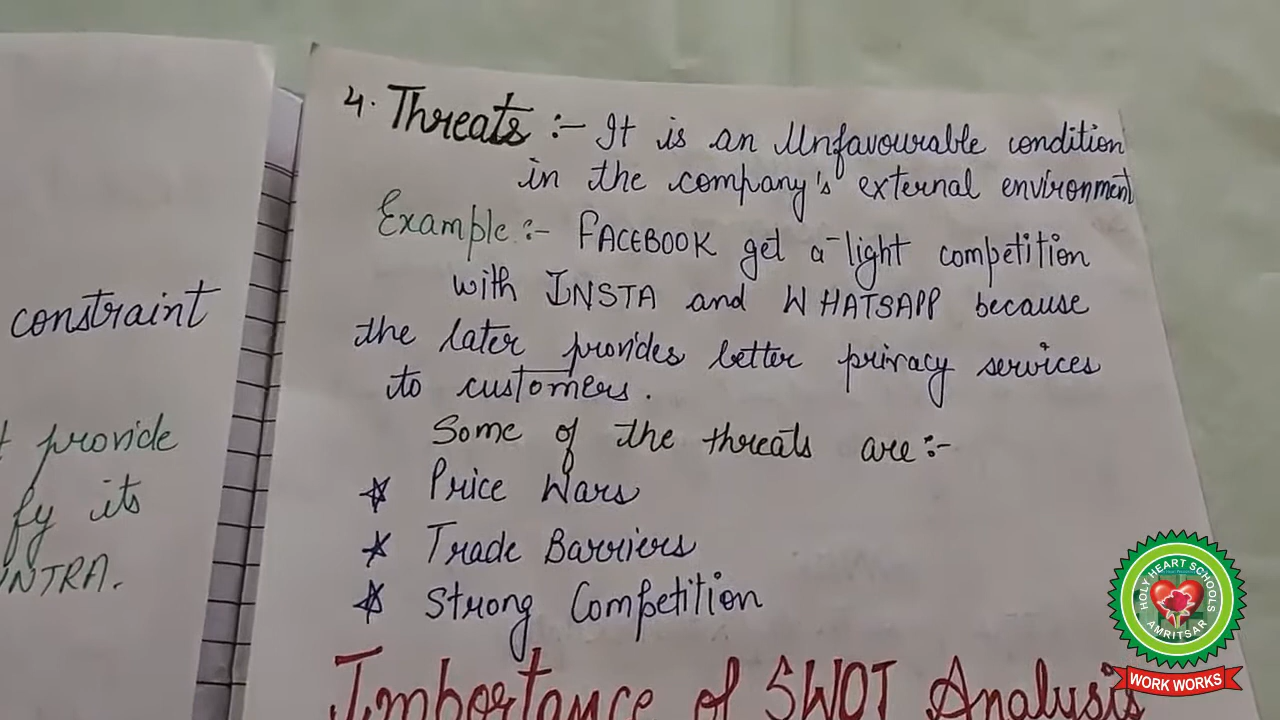 constraint
provide
fy its
NTRA.
4. Threats :- It is an Unfavourable condition
in the company's external environment
Example :- FACEBOOK get a light competition
with INSTA and WHATSAPP because
the later provides better privacy services
to customers.
Some of the threats are :-
☆ Price Wars
☆ Trade Barriers
☆ Strong Competition
Importance of SWOT Analysis
HOLY HEART SCHOOLS
AMRITSAR
WORK WORKS